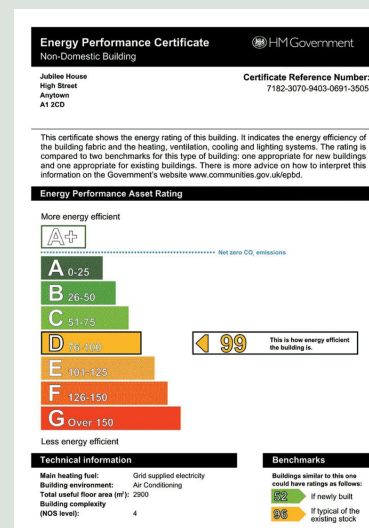 Energy Performance Certificate
Non-Domestic Building
HM Government
Jubilee House
High Street
Anytown
A1 2CD
Certificate Reference Number:
7182-3070-9403-0691-3505
This certificate shows the energy rating of this building. It indicates the energy efficiency of
the building fabric and the heating, ventilation, cooling and lighting systems. The rating is
compared to two benchmarks for this type of building: one appropriate for new buildings
and one appropriate for existing buildings. There is more advice on how to interpret this
information on the Government's website www.communities.gov.uk/epbd.
Energy Performance Asset Rating
More energy efficient
A+
Net zero CO₂ emissions
A 0-25
B 26-50
C 51-75
D 76-100
99
This is how energy efficient
the building is.
E 101-125
F 126-150
G Over 150
Less energy efficient
Technical information
Main heating fuel: Grid supplied electricity
Building environment: Air Conditioning
Total useful floor area (m²): 2900
Building complexity
(NOS level): 4
Benchmarks
Buildings similar to this one
could have ratings as follows:
52 If newly built
96 If typical of the
existing stock